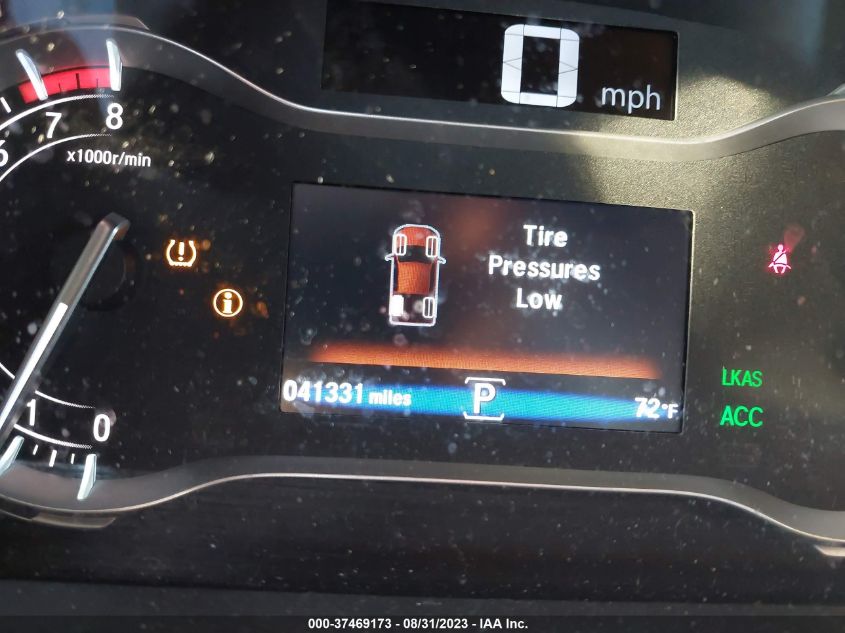 0 mph
6 7 8
x1000r/min
Tire
Pressures
Low
LKAS
041331 miles P 72°F
ACC
1 0
000-37469173 - 08/31/2023 - IAA Inc.